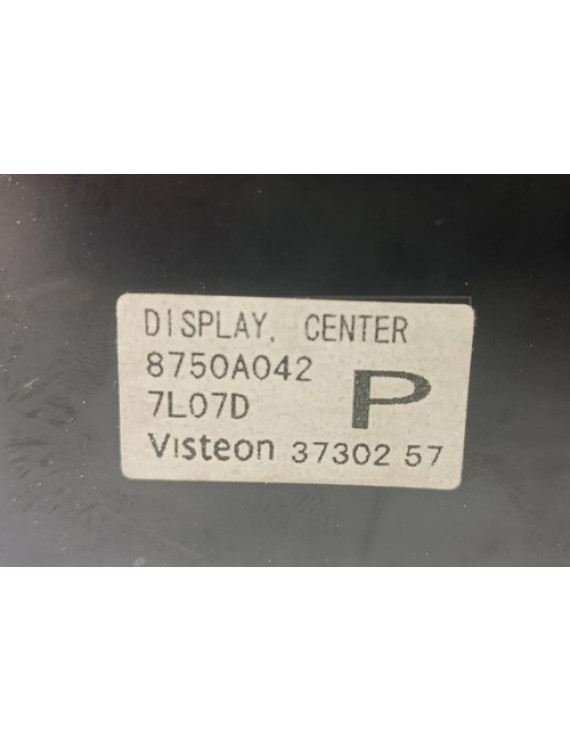 DISPLAY, CENTER
8750A042
7L07D
P
Visteon 37302 57